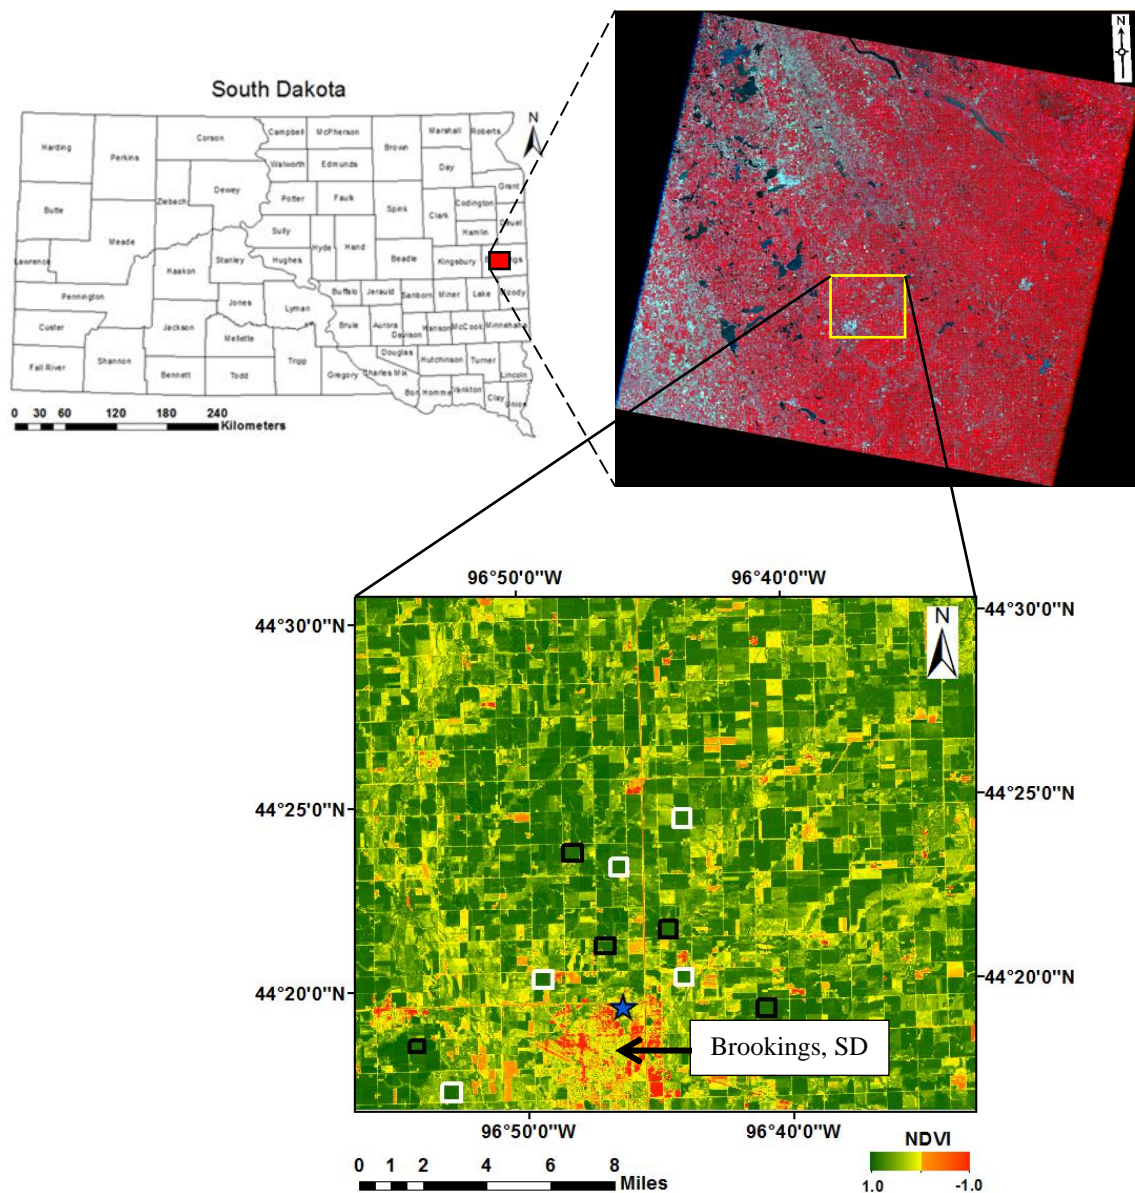 South Dakota
N
N
Harding
Perkins
Corson
Campbell
McPherson
Brown
Marshall
Roberts
Walworth
Edmunds
Day
Butte
Ziebach
Dewey
Potter
Faulk
Spink
Clark
Codington
Grant
Hamlin
Deuel
Meade
Sully
Hyde
Hand
Lawrence
Haakon
Stanley
Hughes
Beadle
Kingsbury
Pennington
Jones
Lyman
Buffalo
Jerauld
Sanborn
Miner
Lake
Moody
Custer
Jackson
Mellette
Brule
Aurora
Davison
Hanson
McCook
Minnehaha
Fall River
Shannon
Bennett
Todd
Tripp
Gregory
Douglas
Charles Mix
Hutchinson
Turner
Lincoln
Bon Homme
Yankton
Clay
Union
0 30 60 120 180 240
Kilometers
96°50'0"W 96°40'0"W
44°30'0"N 44°30'0"N
N
44°25'0"N 44°25'0"N
44°20'0"N 44°20'0"N
Brookings, SD
96°50'0"W 96°40'0"W
0 1 2 4 6 8
Miles
NDVI
1.0 -1.0